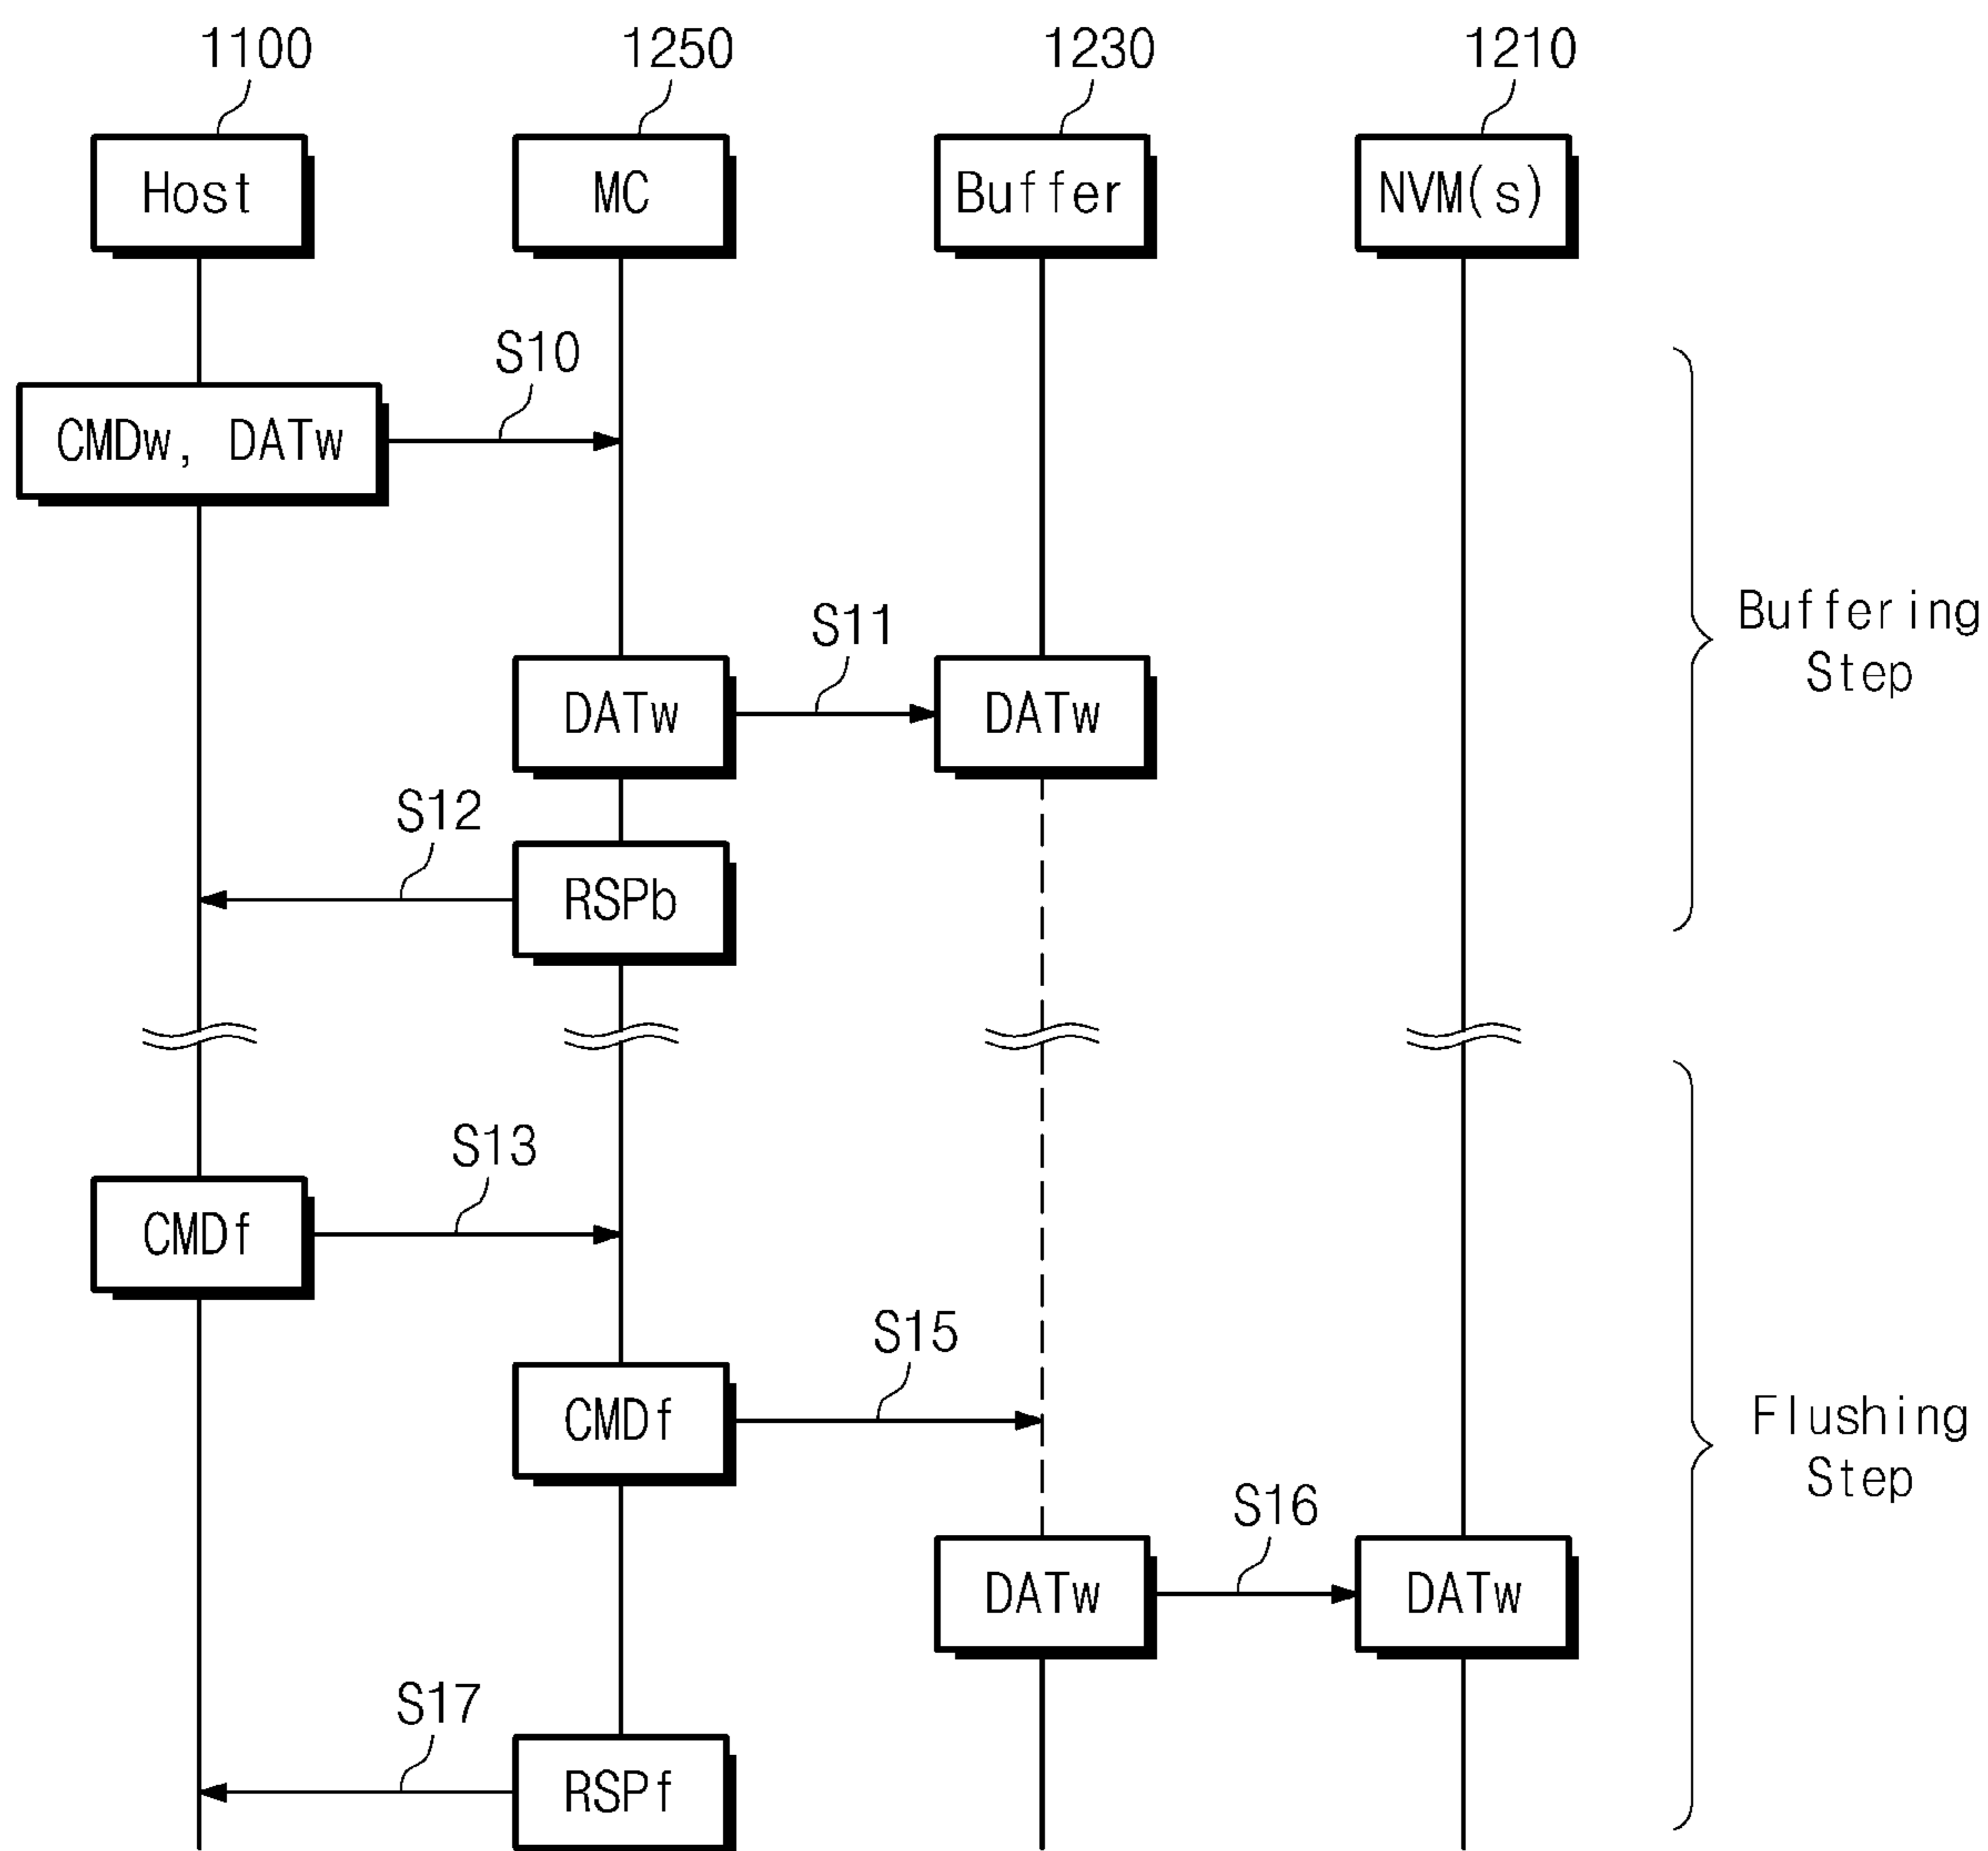 1100 1250 1230 1210
Host MC Buffer NVM(s)
S10
CMDw, DATw
S11
Buffering
Step
DATw DATw
S12
RSPb
S13
CMDf
S15
CMDf
Flushing
Step
S16
DATw DATw
S17
RSPf